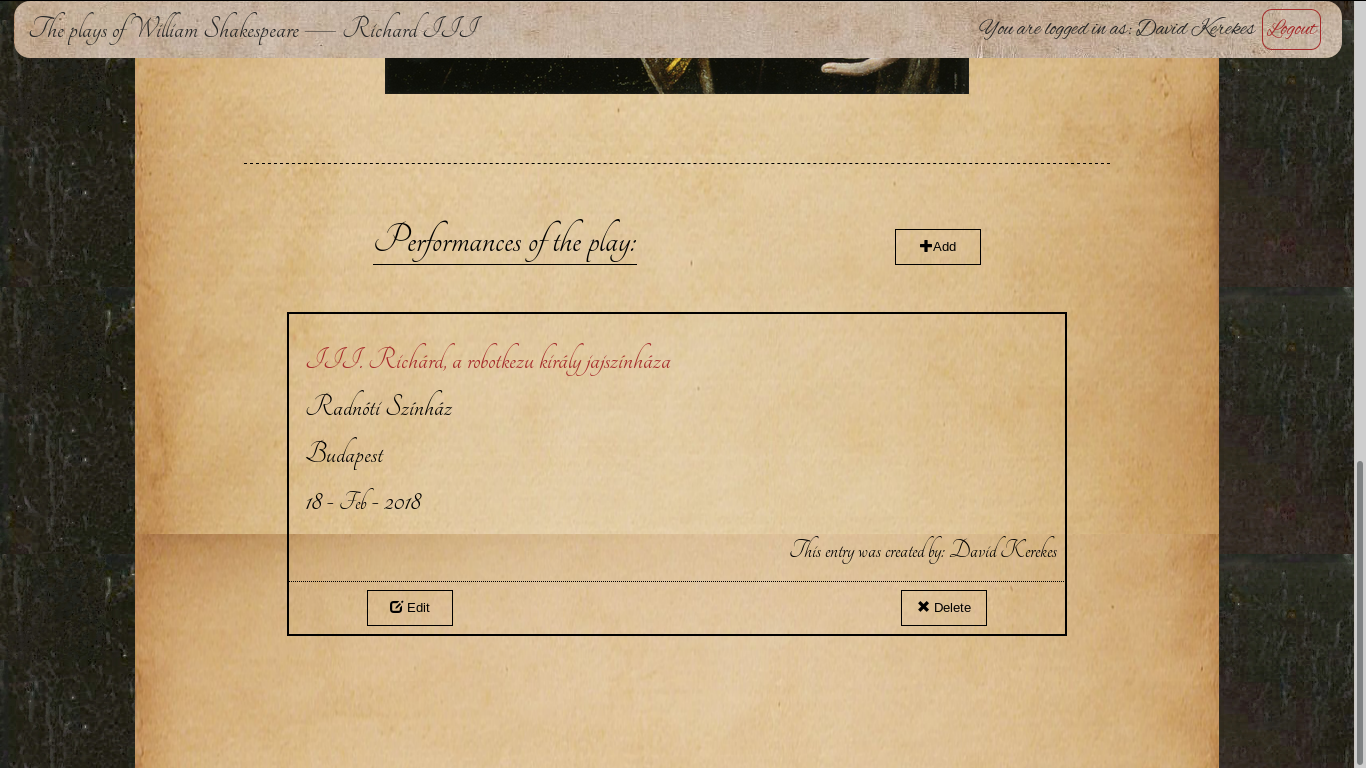 The plays of William Shakespeare —— Richard III
You are logged in as: David Kerekes
Logout
Performances of the play:
Add
III. Richárd, a robotkezu király jajszínháza
Radnóti Színház
Budapest
18 - Feb - 2018
This entry was created by: David Kerekes
Edit
Delete